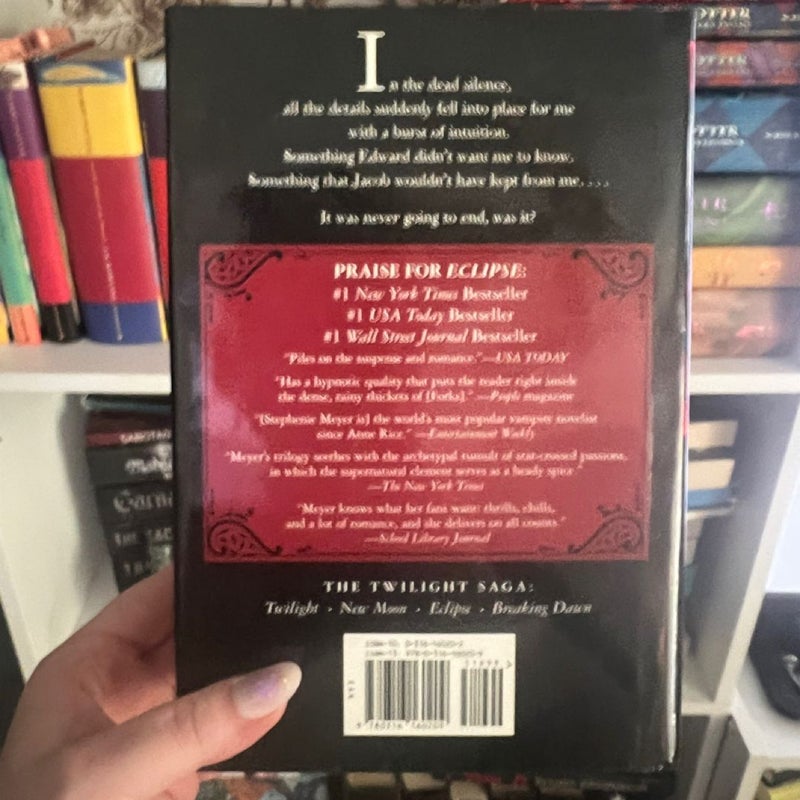 In the dead silence,
all the details suddenly fell into place for me
with a burst of intuition.
Something Edward didn't want me to know.
Something that Jacob wouldn't have kept from me. . . .
It was never going to end, was it?
PRAISE FOR ECLIPSE:
#1 New York Times Bestseller
#1 USA Today Bestseller
#1 Wall Street Journal Bestseller
"Piles on the suspense and romance."—USA TODAY
"Has a hypnotic quality that puts the reader right inside
the dense, rainy thickets of [Forks]." —People magazine
"[Stephenie Meyer is] the world's most popular vampire novelist
since Anne Rice." —Entertainment Weekly
"Meyer's trilogy seethes with the archetypal tumult of star-crossed passions,
in which the supernatural element serves as a heady spice."
—The New York Times
"Meyer knows what her fans want: thrills, chills,
and a lot of romance, and she delivers on all counts."
—School Library Journal
THE TWILIGHT SAGA:
Twilight · New Moon · Eclipse · Breaking Dawn
OTTER
OTTER
OTTER